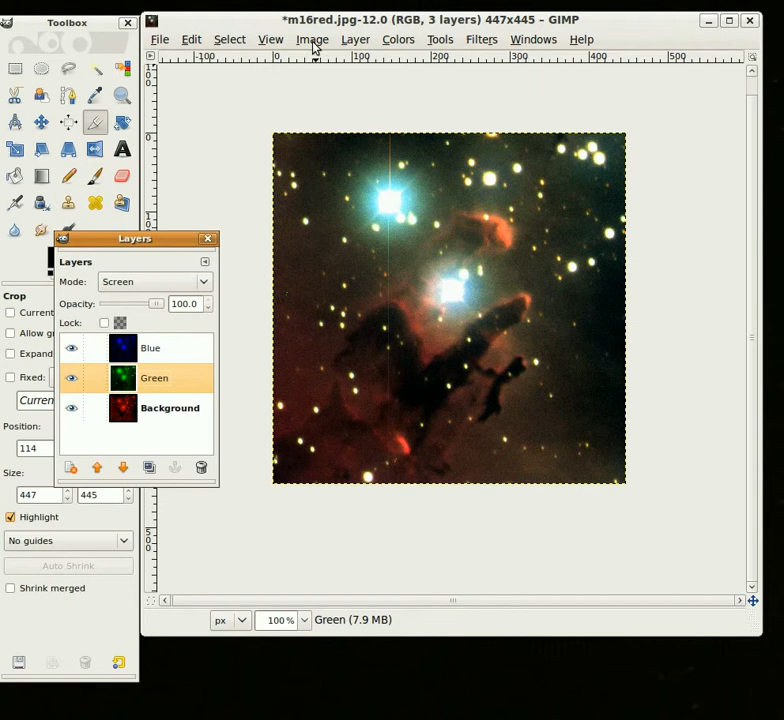 Toolbox
*m16red.jpg-12.0 (RGB, 3 layers) 447x445 – GIMP
File Edit Select View Image Layer Colors Tools Filters Windows Help
-100 0 100 200 300 400 500
Layers
Layers
Mode: Screen
Opacity: 100.0
Lock:
Blue
Green
Background
Crop
Current
Allow gr
Expand
Fixed:
Curren
Position:
114
Size:
447 445
Highlight
No guides
Auto Shrink
Shrink merged
px 100 % Green (7.9 MB)